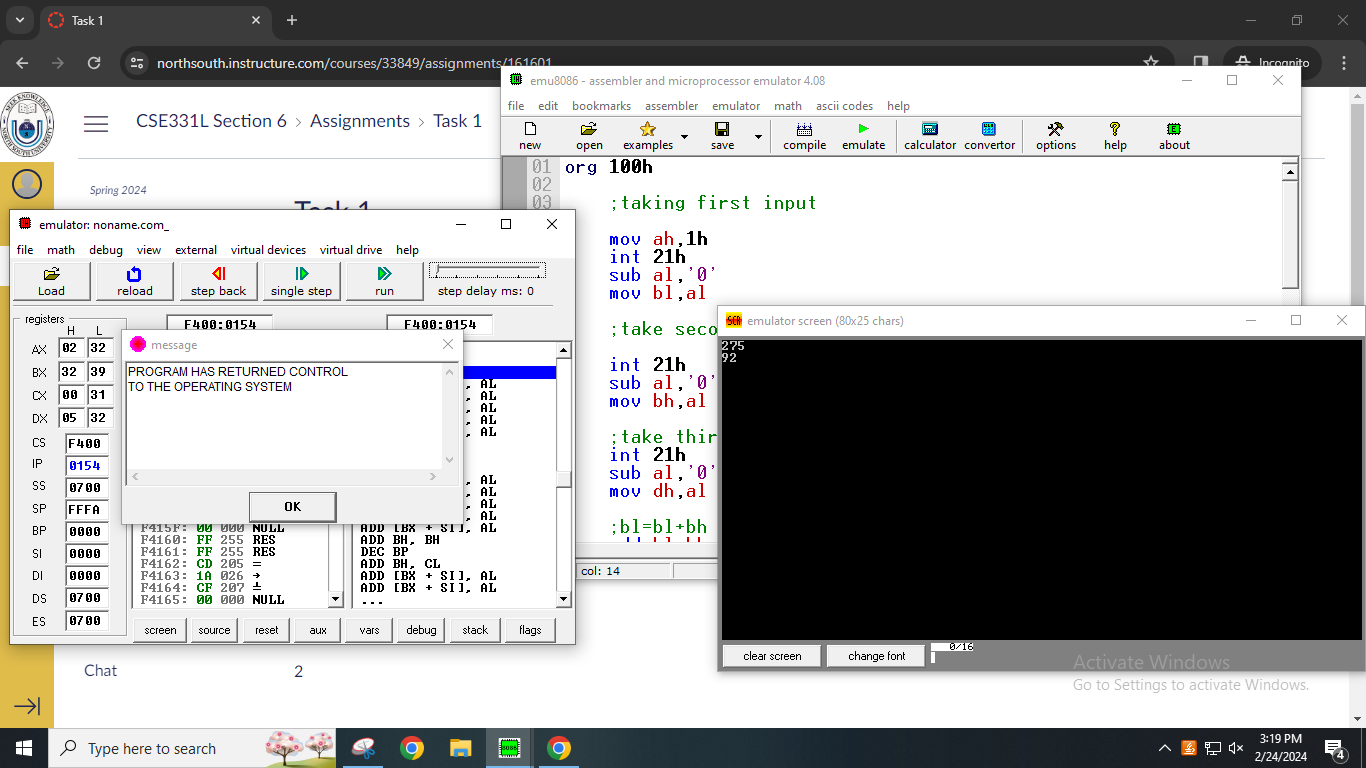 Task 1
northsouth.instructure.com/courses/33849/assignments/161601
Incognito
CSE331L Section 6 > Assignments > Task 1
Spring 2024
Task 1
Chat
2
emu8086 - assembler and microprocessor emulator 4.08
file edit bookmarks assembler emulator math ascii codes help
new open examples save compile emulate calculator convertor options help about
01 org 100h
02
03 ;taking first input
mov ah,1h
int 21h
sub al,'0'
mov bl,al
;take seco
int 21h
sub al,'0'
mov bh,al
;take thir
int 21h
sub al,'0'
mov dh,al
;bl=bl+bh
col: 14
emulator: noname.com_
file math debug view external virtual devices virtual drive help
Load reload step back single step run step delay ms: 0
registers
F400:0154 F400:0154
H L
AX 02 32
BX 32 39
CX 00 31
DX 05 32
CS F400
IP 0154
SS 0700
SP FFFA
BP 0000
SI 0000
DI 0000
DS 0700
ES 0700
, AL
, AL
, AL
, AL
, AL
, AL
, AL
, AL
, AL
F415F: 00 000 NULL ADD [BX + SI], AL
F4160: FF 255 RES ADD BH, BH
F4161: FF 255 RES DEC BP
F4162: CD 205 = ADD BH, CL
F4163: 1A 026 → ADD [BX + SI], AL
F4164: CF 207 ╧ ADD [BX + SI], AL
F4165: 00 000 NULL ...
screen source reset aux vars debug stack flags
message
PROGRAM HAS RETURNED CONTROL
TO THE OPERATING SYSTEM
OK
emulator screen (80x25 chars)
275
92
clear screen change font 0/16
Activate Windows
Go to Settings to activate Windows.
Type here to search
3:19 PM
2/24/2024
4